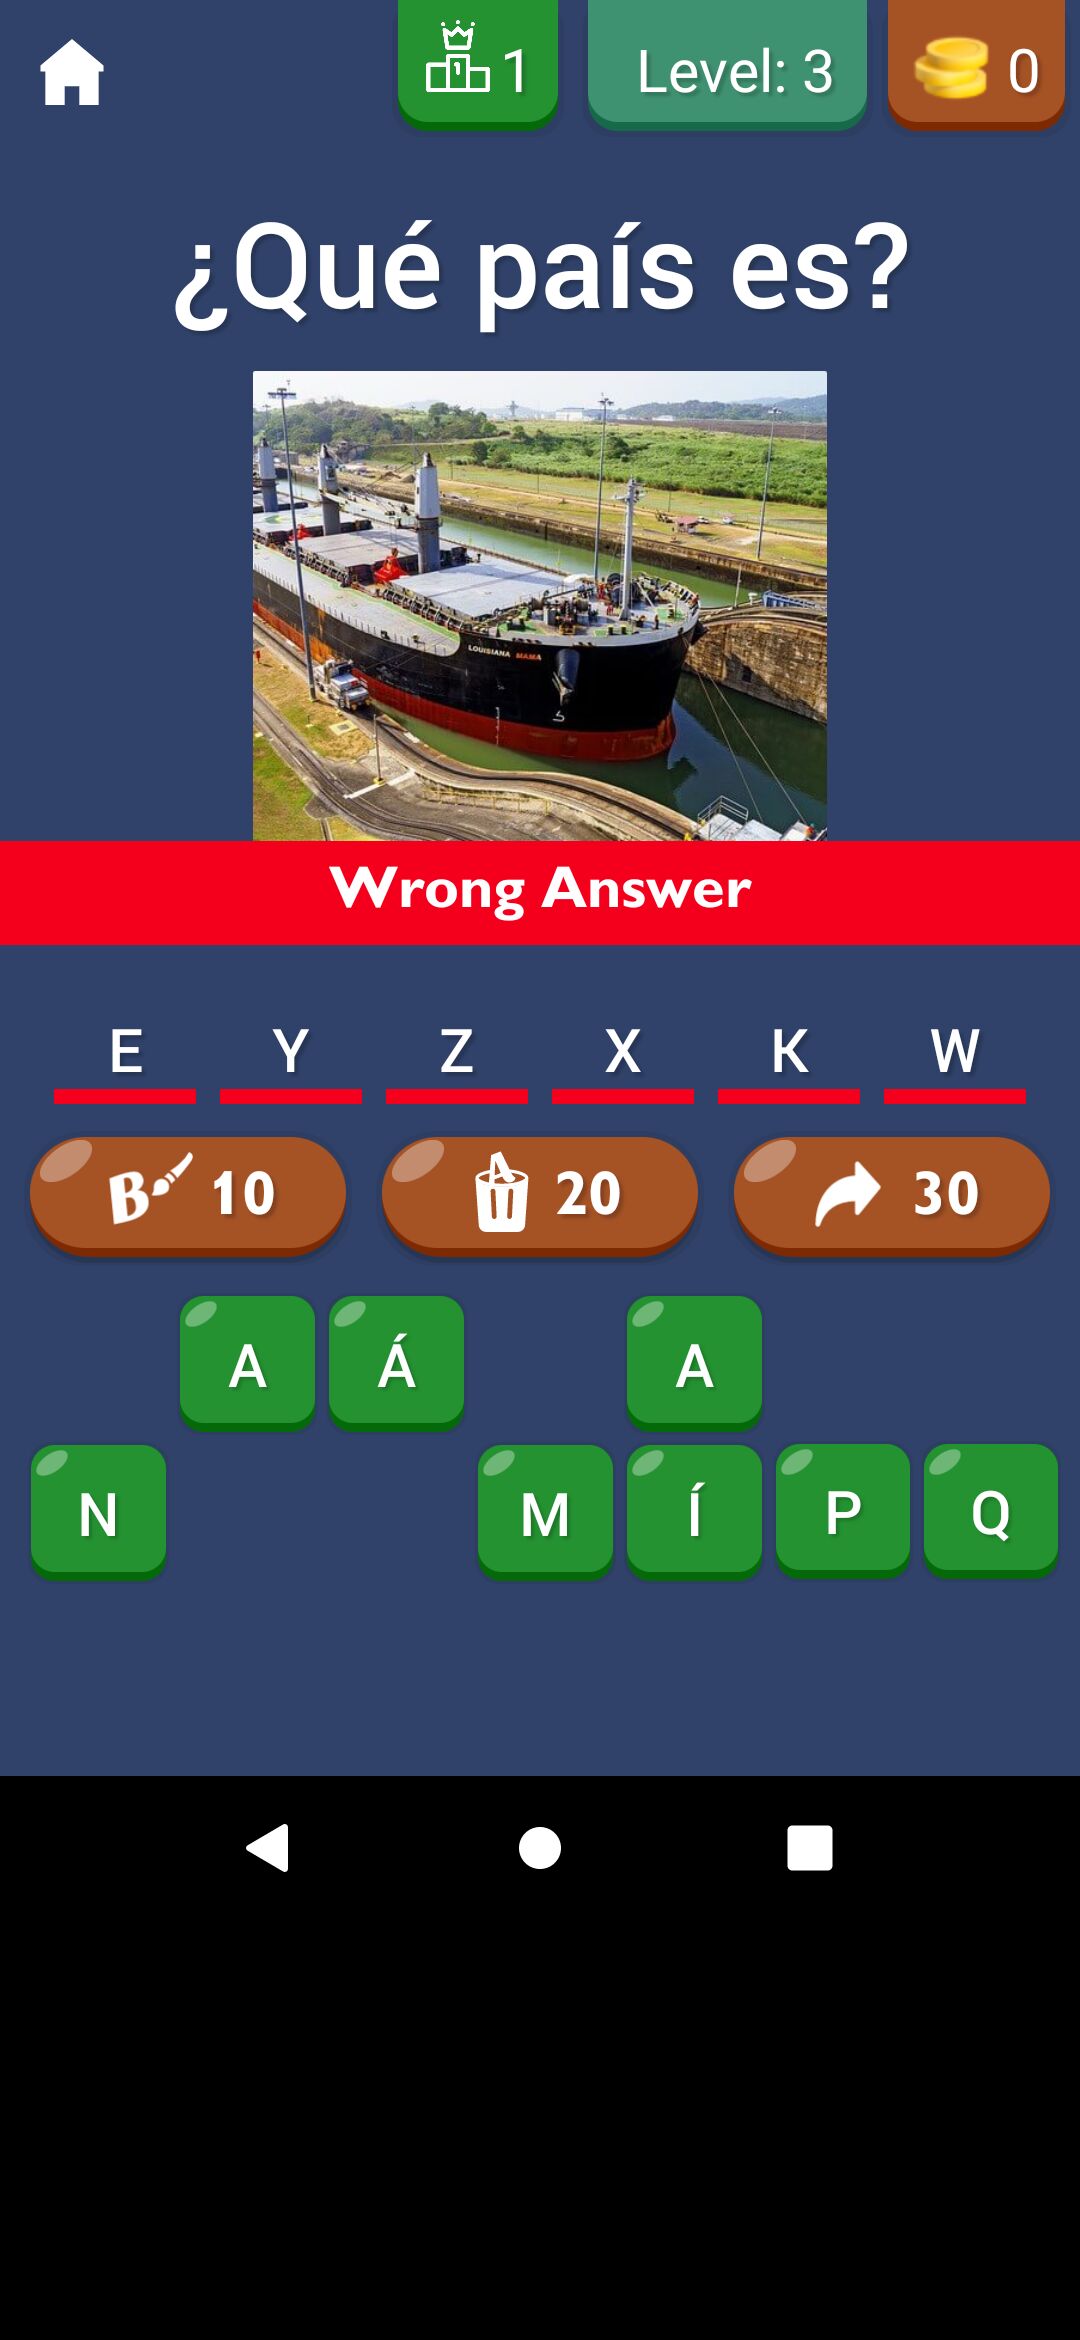 1
Level: 3
0
¿Qué país es?
LOUISIANA MAMA
Wrong Answer
E Y Z X K W
B 10
20
30
A Á A
N M Í P Q